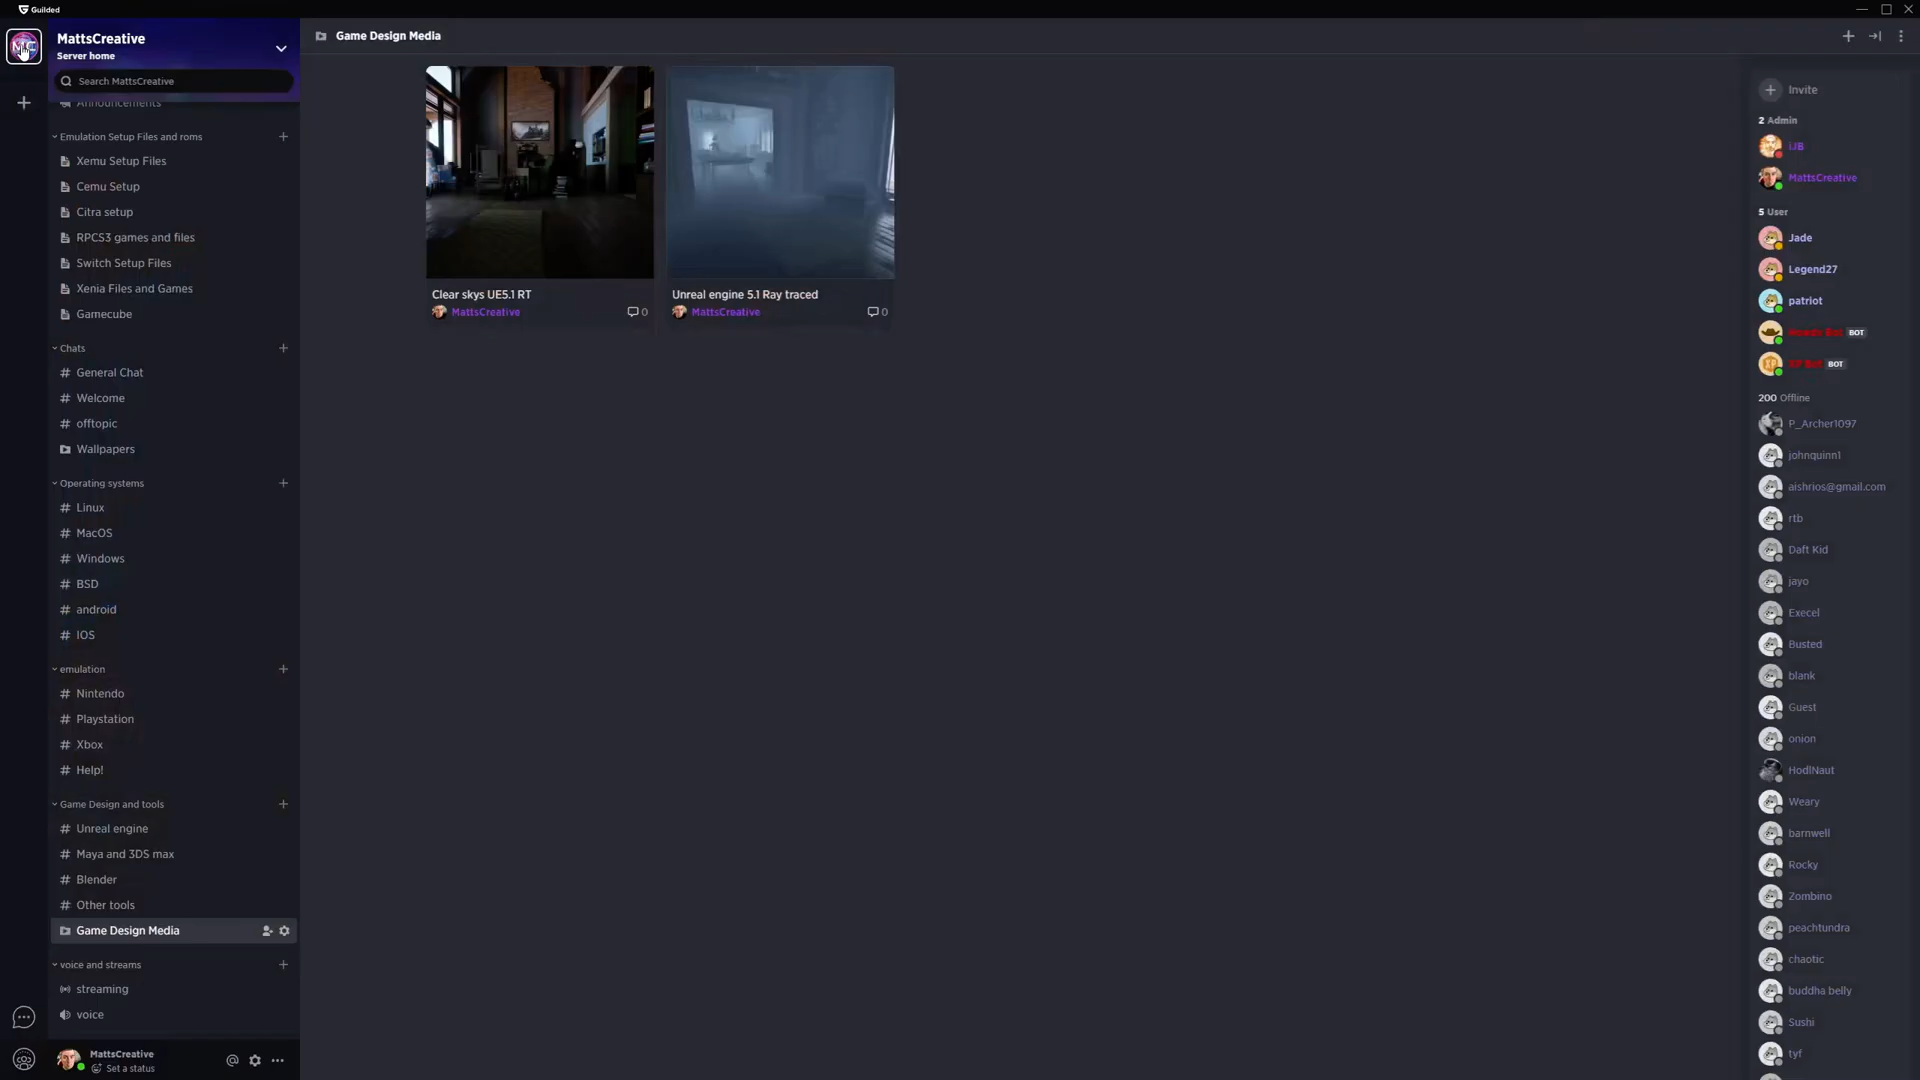 Guilded
MattsCreative
Server home
Search MattsCreative
Announcements
Emulation Setup Files and roms
Xemu Setup Files
Cemu Setup
Citra setup
RPCS3 games and files
Switch Setup Files
Xenia Files and Games
Gamecube
Chats
General Chat
Welcome
offtopic
Wallpapers
Operating systems
Linux
MacOS
Windows
BSD
android
IOS
emulation
Nintendo
Playstation
Xbox
Help!
Game Design and tools
Unreal engine
Maya and 3DS max
Blender
Other tools
Game Design Media
voice and streams
streaming
voice
MattsCreative
Set a status
Game Design Media
Clear skys UE5.1 RT
MattsCreative
0
Unreal engine 5.1 Ray traced
MattsCreative
0
Invite
2 Admin
iJB
MattsCreative
5 User
Jade
Legend27
patriot
BOT
XP Bot BOT
200 Offline
P_Archer1097
johnquinn1
aishrios@gmail.com
rtb
Daft Kid
jayo
Execel
Busted
blank
Guest
onion
HodlNaut
Weary
barnwell
Rocky
Zombino
peachtundra
chaotic
buddha belly
Sushi
tyf